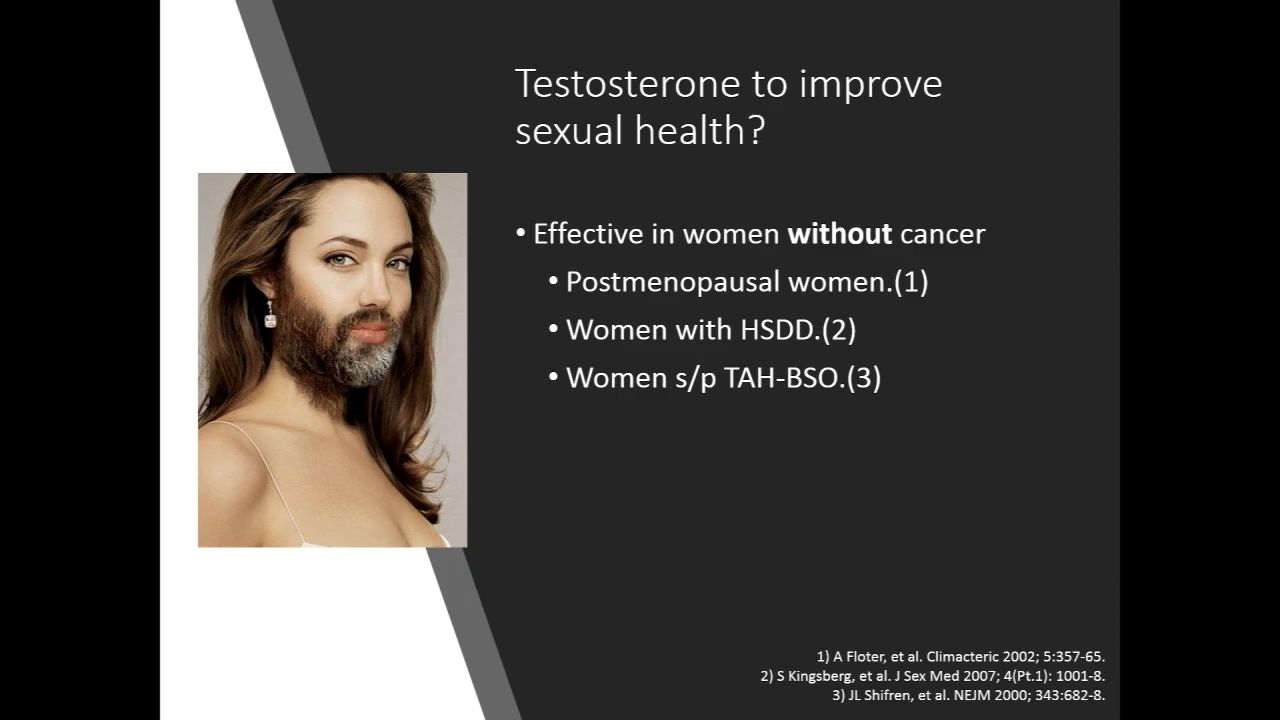 Testosterone to improve
sexual health?
• Effective in women without cancer
• Postmenopausal women.(1)
• Women with HSDD.(2)
• Women s/p TAH-BSO.(3)
1) A Floter, et al. Climacteric 2002; 5:357-65.
2) S Kingsberg, et al. J Sex Med 2007; 4(Pt.1): 1001-8.
3) JL Shifren, et al. NEJM 2000; 343:682-8.